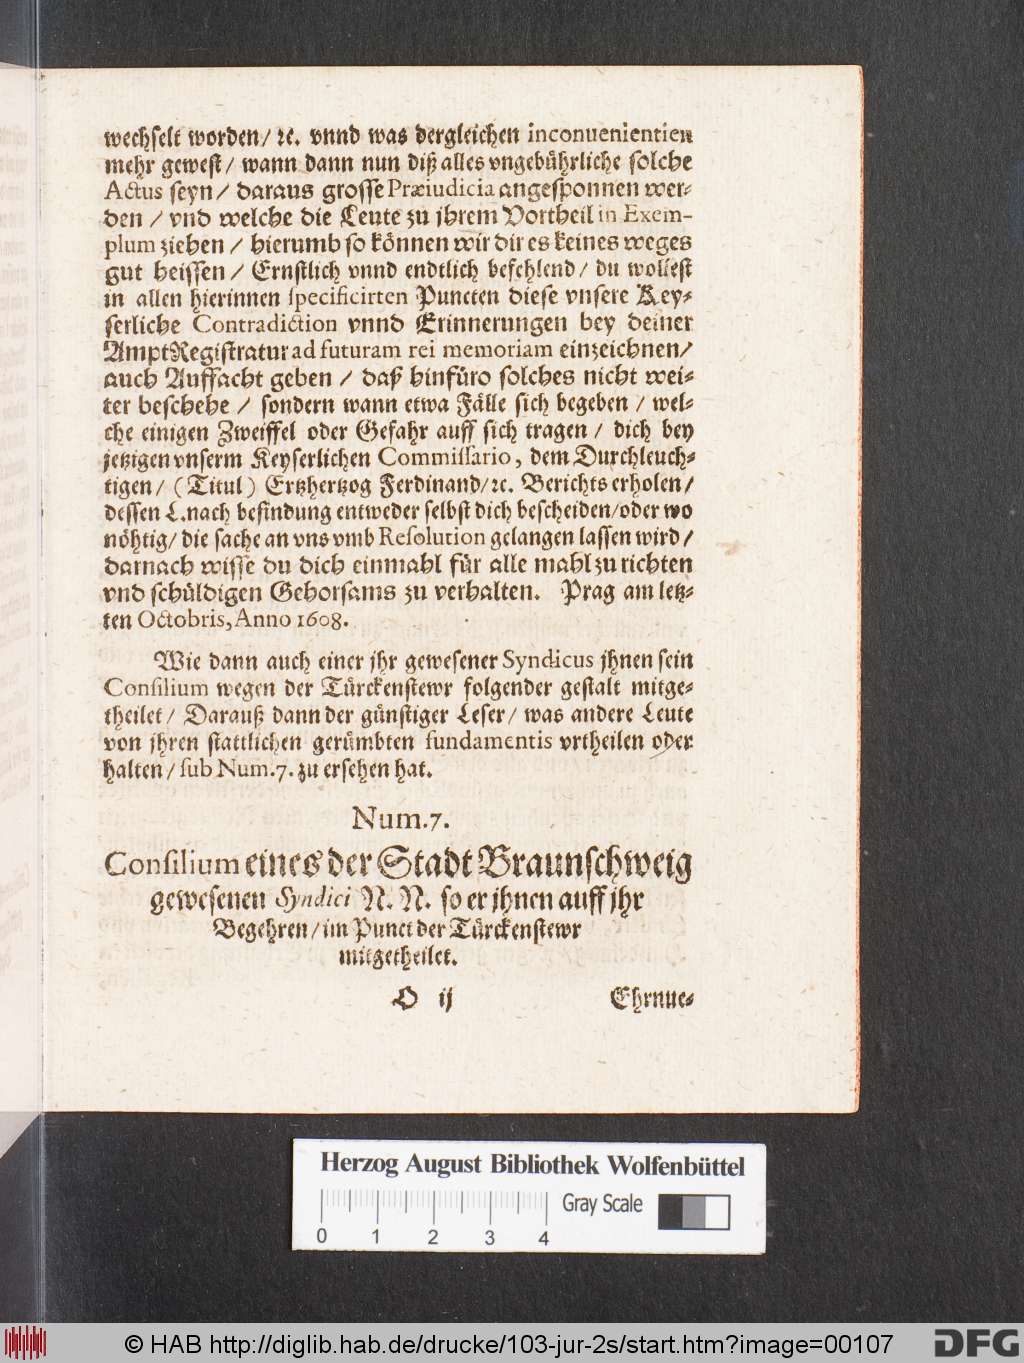 wechselt worden/ ꝛc. vnnd was dergleichen inconuenientien
mehr gewest/ wann dann nun diß alles vngebührliche solche
Actus seyn/ daraus grosse Præiudicia angesponnen wer-
den/ vnd welche die Leute zu jhrem Vortheil in Exem-
plum ziehen/ hierumb so können wir dir es keines weges
gut heissen/ Ernstlich vnnd endtlich befehlend/ du wollest
in allen hierinnen specificirten Puncten diese vnsere Key-
serliche Contradiction vnnd Erinnerungen bey deiner
AmptRegistratur ad futuram rei memoriam einzeichnen/
auch Auffacht geben/ daß hinfüro solches nicht wei-
ter beschehe/ sondern wann etwa Fälle sich begeben/ wel-
che einigen Zweiffel oder Gefahr auff sich tragen/ dich bey
jetzigen vnserm Keyserlichen Commissario, dem Durchleuch-
tigen/ (Titul) Ertzhertzog Ferdinand/ꝛc. Berichts erholen/
dessen L. nach befindung entweder selbst dich bescheiden/oder wo
nöhtig/ die sache an vns vmb Resolution gelangen lassen wird/
darnach wisse du dich einmahl für alle mahl zu richten
vnd schüldigen Gehorsams zu verhalten. Prag am letz-
ten Octobris, Anno 1608.
Wie dann auch einer jhr gewesener Syndicus jhnen sein
Consilium wegen der Türckenstewr folgender gestalt mitge-
theilet/ Darauß dann der günstiger Leser/ was andere Leute
von jhren stattlichen gerümbten fundamentis vrtheilen oder
halten/ sub Num.7. zu ersehen hat.
Num.7.
Consilium eines der Stadt Braunschweig
gewesenen Syndici N. N. so er jhnen auff jhr
Begehren/ im Punct der Türckenstewr
mitgetheilet.
O ij Ehrnue-
Herzog August Bibliothek Wolfenbüttel
Gray Scale
0 1 2 3 4
© HAB http://diglib.hab.de/drucke/103-jur-2s/start.htm?image=00107
DFG